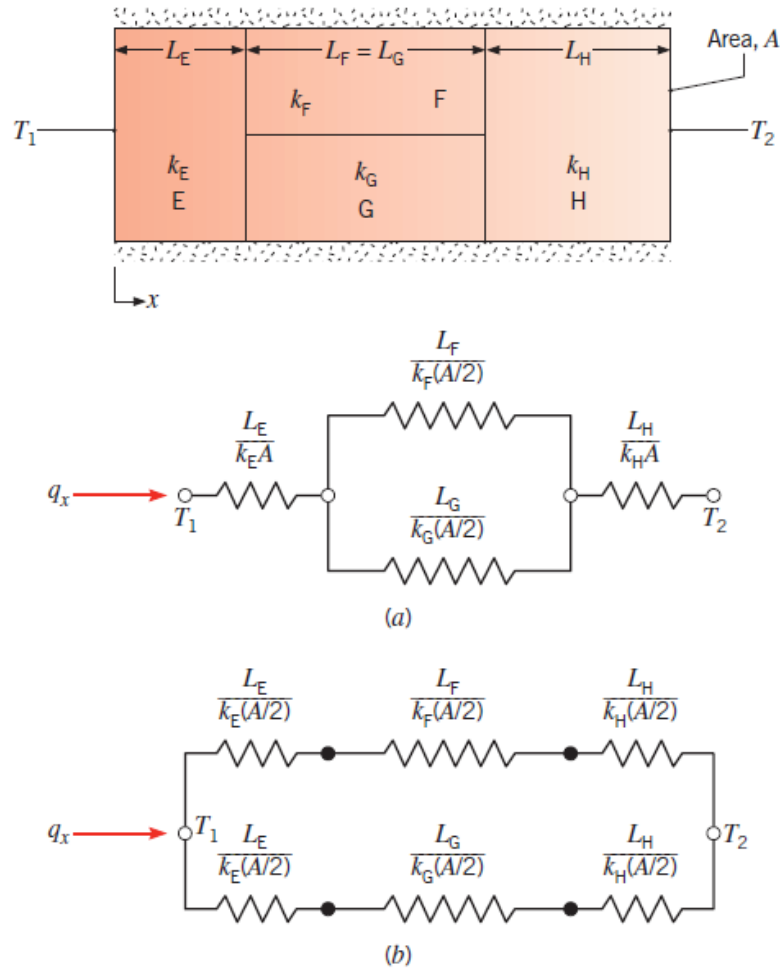 L_E L_F = L_G L_H Area, A
k_F F
T_1 T_2
k_E k_G k_H
E G H
x
L_F
k_F(A/2)
L_E L_H
k_EA k_HA
q_x
T_1 T_2
L_G
k_G(A/2)
(a)
L_E L_F L_H
k_E(A/2) k_F(A/2) k_H(A/2)
q_x T_1 T_2
L_E L_G L_H
k_E(A/2) k_G(A/2) k_H(A/2)
(b)